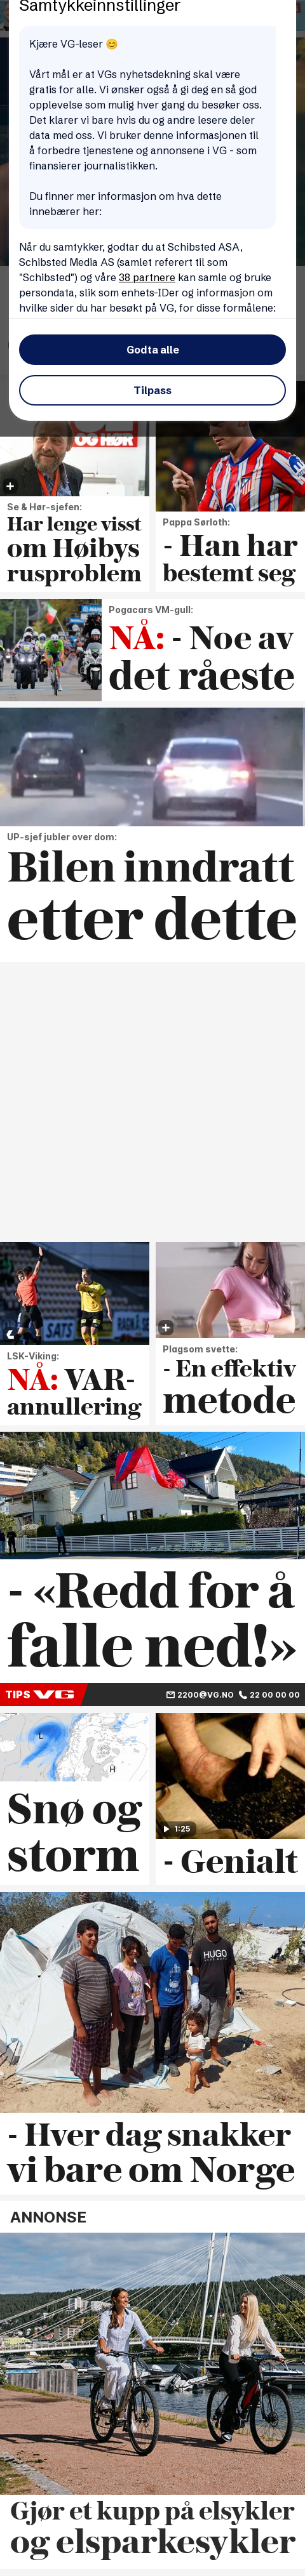 Samtykkeinnstillinger
Kjære VG-leser 😊
Vårt mål er at VGs nyhetsdekning skal være
gratis for alle. Vi ønsker også å gi deg en så god
opplevelse som mulig hver gang du besøker oss.
Det klarer vi bare hvis du og andre lesere deler
data med oss. Vi bruker denne informasjonen til
å forbedre tjenestene og annonsene i VG - som
finansierer journalistikken.
Du finner mer informasjon om hva dette
innebærer her:
Når du samtykker, godtar du at Schibsted ASA,
Schibsted Media AS (samlet referert til som
"Schibsted") og våre 38 partnere kan samle og bruke
persondata, slik som enhets-IDer og informasjon om
hvilke sider du har besøkt på VG, for disse formålene:
Godta alle
Tilpass
OG HØR
Se & Hør-sjefen:
Har lenge visst
om Høibys
rusproblem
Pappa Sørloth:
- Han har
bestemt seg
Pogacars VM-gull:
NÅ: - Noe av
det råeste
UP-sjef jubler over dom:
Bilen inndratt
etter dette
LSK-Viking:
NÅ: VAR-
annullering
Plagsom svette:
- En effektiv
metode
- «Redd for å
falle ned!»
TIPS VG
2200@VG.NO 22 00 00 00
L
H
Snø og
storm
1:25
- Genialt
HUGO
- Hver dag snakker
vi bare om Norge
ANNONSE
Gjør et kupp på elsykler
og elsparkesykler